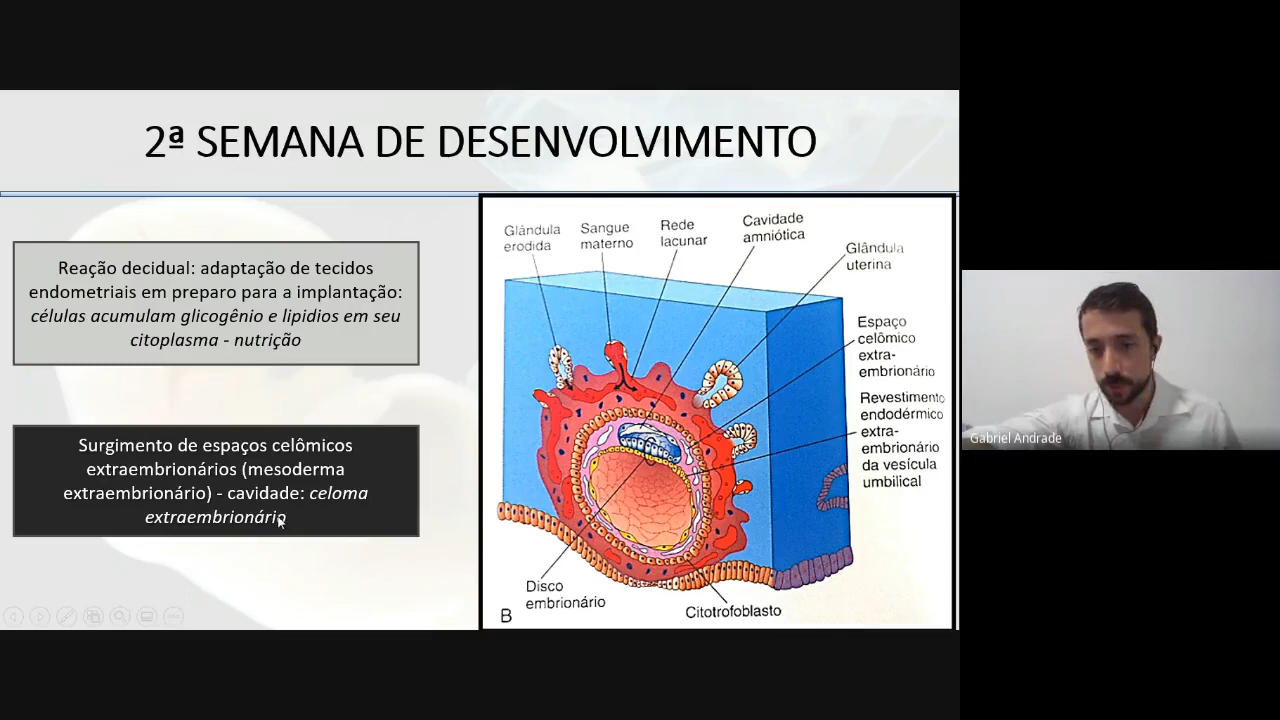 2ª SEMANA DE DESENVOLVIMENTO
Reação decidual: adaptação de tecidos
endometriais em preparo para a implantação:
células acumulam glicogênio e lipidios em seu
citoplasma - nutrição
Surgimento de espaços celômicos
extraembrionários (mesoderma
extraembrionário) - cavidade: celoma
extraembrionário
Glândula
erodida
Sangue
materno
Rede
lacunar
Cavidade
amniótica
Glândula
uterina
Espaço
celômico
extra-
embrionário
Revestimento
endodérmico
extra-
embrionário
da vesícula
umbilical
Disco
embrionário
Citotrofoblasto
B
Gabriel Andrade